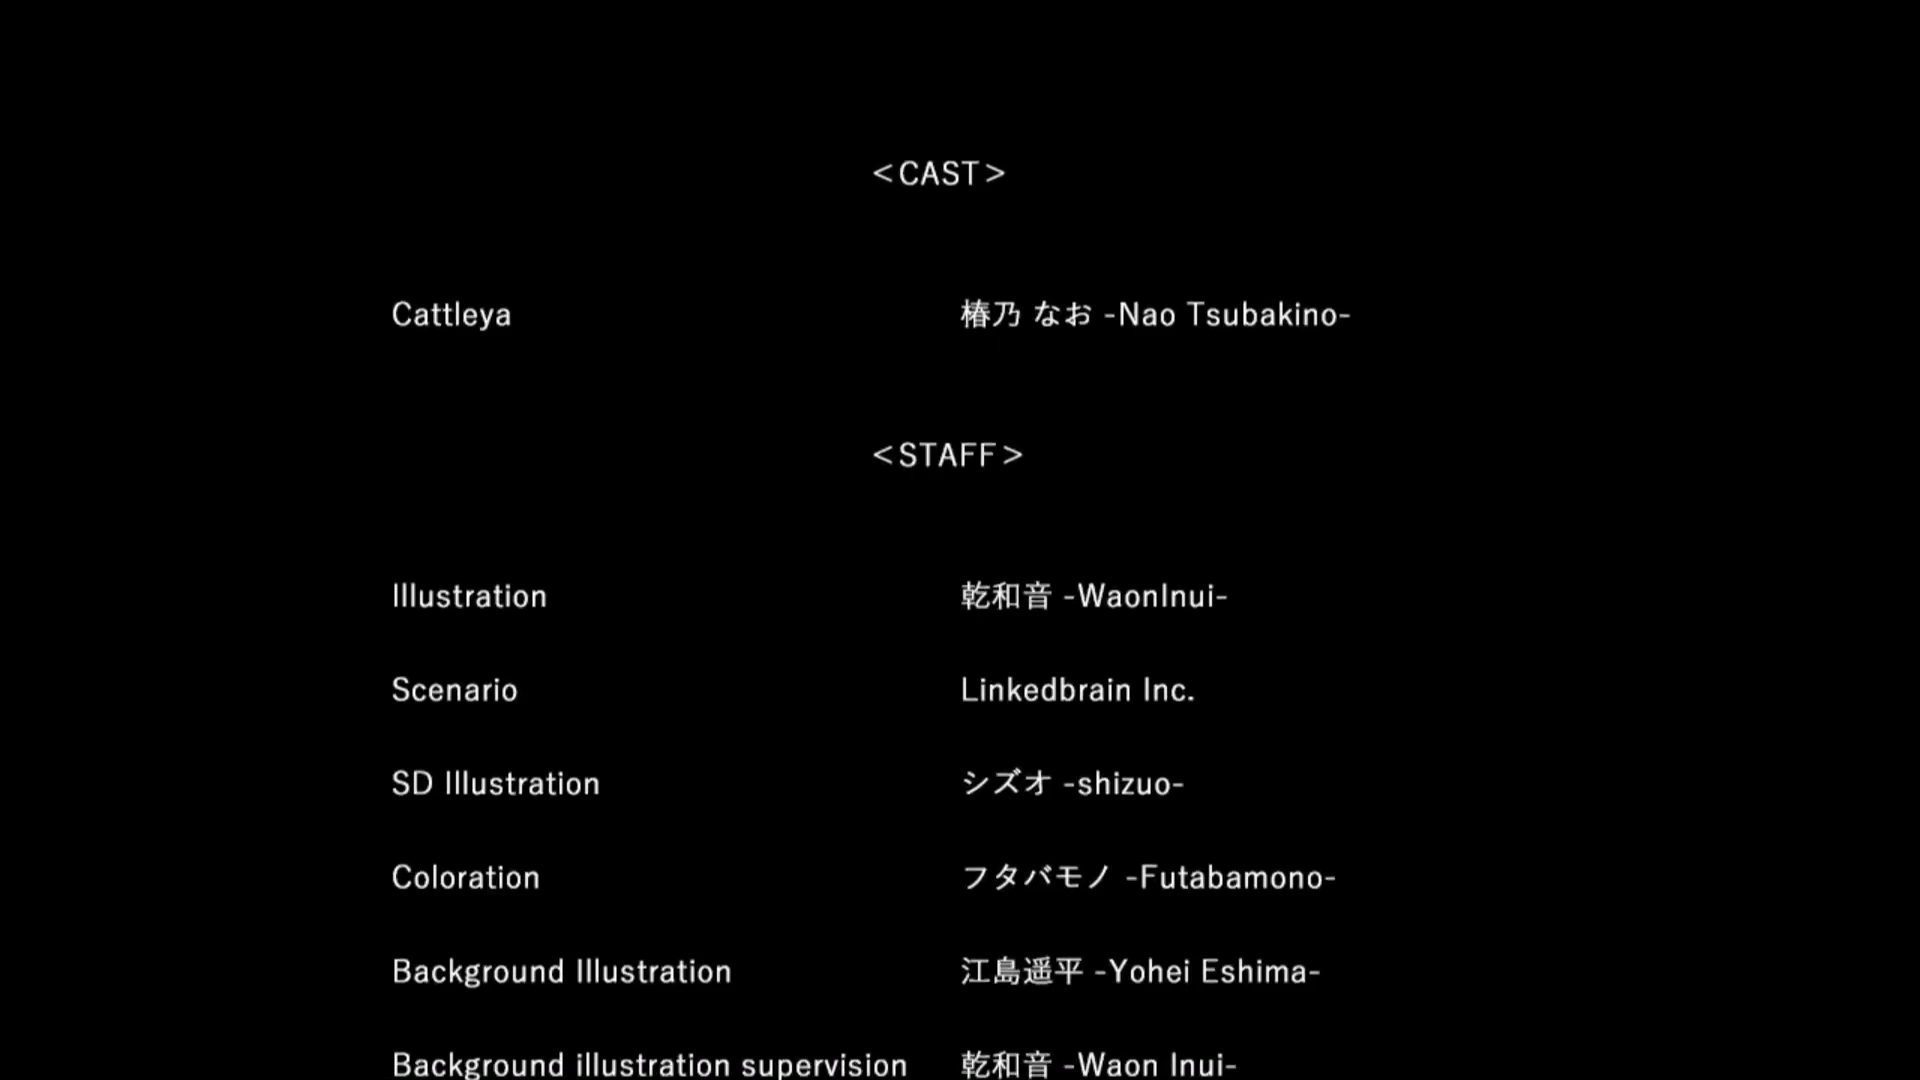 <CAST>
Cattleya 椿乃 なお -Nao Tsubakino-
<STAFF>
Illustration 乾和音 -WaonInui-
Scenario Linkedbrain Inc.
SD Illustration シズオ -shizuo-
Coloration フタバモノ -Futabamono-
Background Illustration 江島遥平 -Yohei Eshima-
Background illustration supervision 乾和音 -Waon Inui-